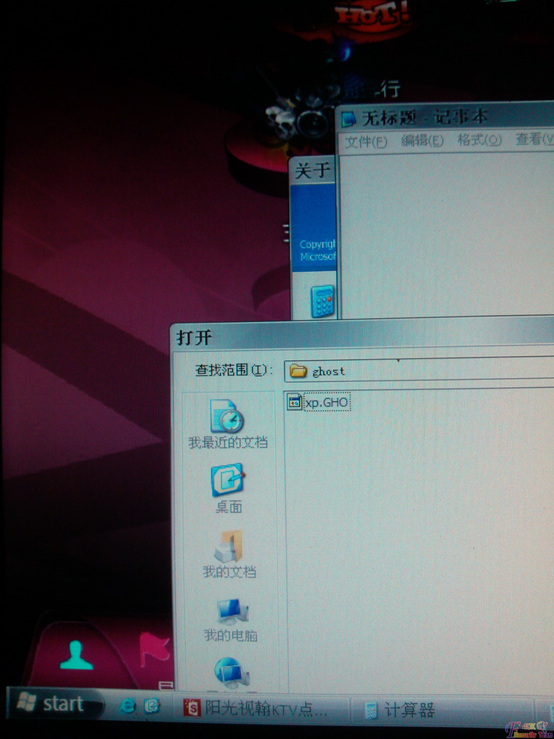 HOT!
行
无标题 - 记事本
文件(F) 编辑(E) 格式(O) 查看(V
关于
Copyrigh
Microsof
打开
查找范围(I):
ghost
xp.GHO
我最近的文档
桌面
我的文档
我的电脑
start
阳光视翰KTV点...
计算器